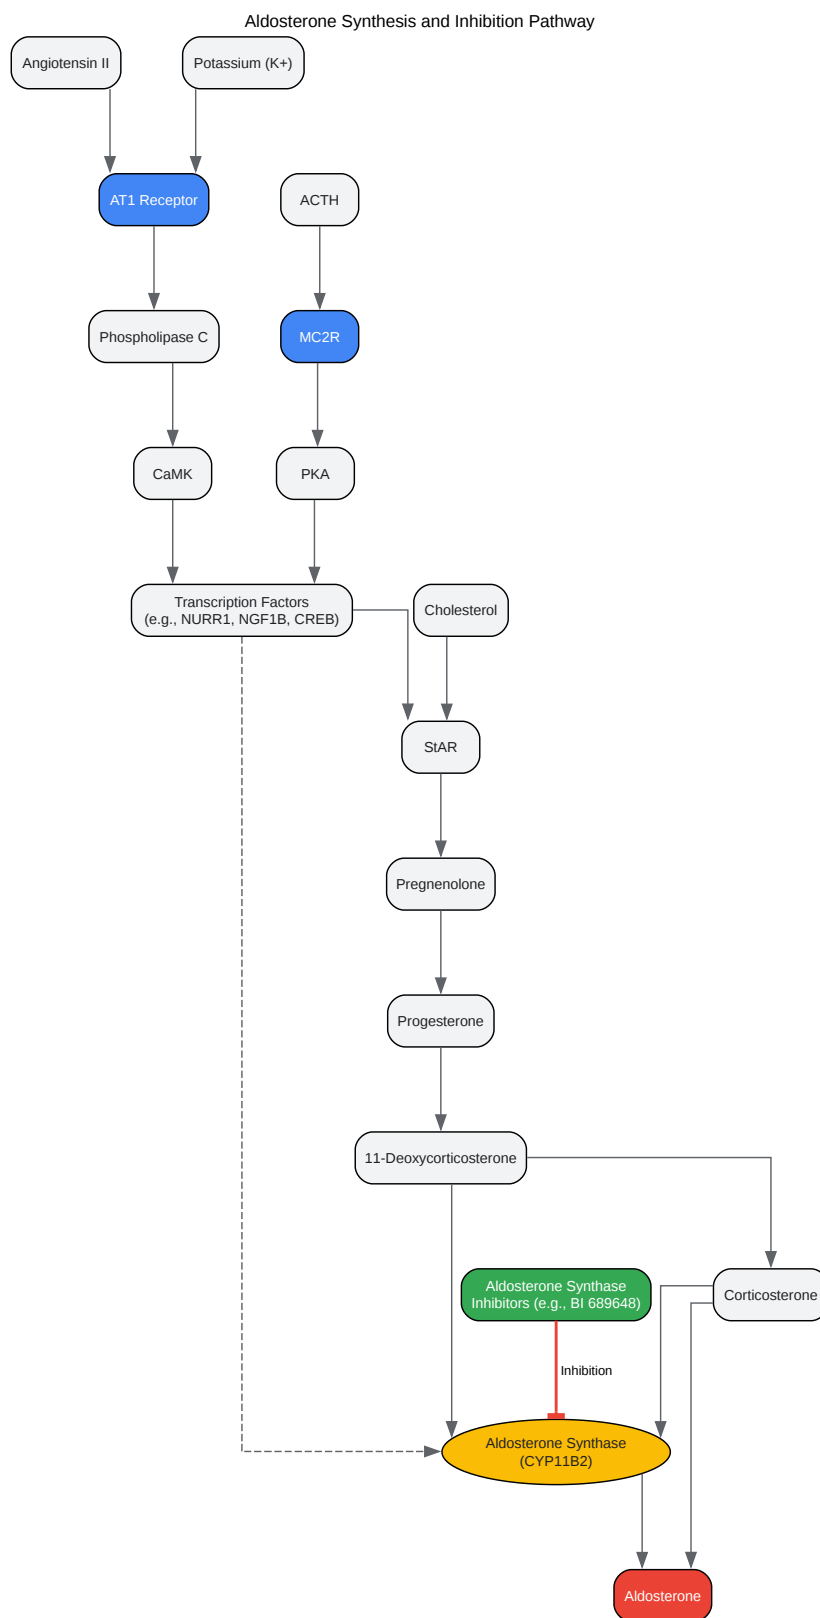 Aldosterone Synthesis and Inhibition Pathway
Angiotensin II
Potassium (K+)
AT1 Receptor
ACTH
Phospholipase C
MC2R
CaMK
PKA
Transcription Factors
(e.g., NURR1, NGF1B, CREB)
Cholesterol
StAR
Pregnenolone
Progesterone
11-Deoxycorticosterone
Aldosterone Synthase
Inhibitors (e.g., BI 689648)
Corticosterone
Inhibition
Aldosterone Synthase
(CYP11B2)
Aldosterone